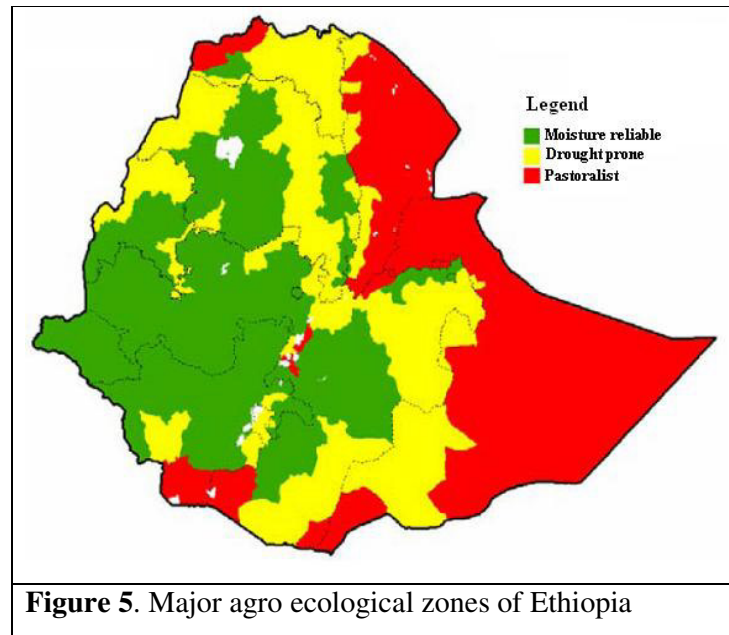 Legend
Moisture reliable
Drought prone
Pastoralist
Figure 5. Major agro ecological zones of Ethiopia